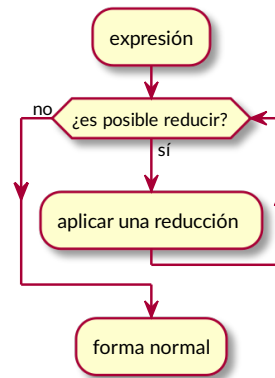 expresión
no
¿es posible reducir?
sí
aplicar una reducción
forma normal